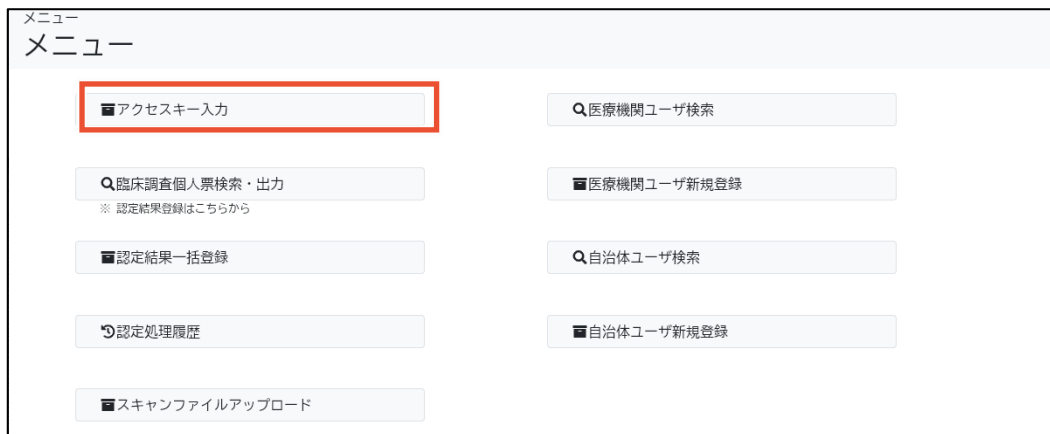 メニュー
メニュー
アクセスキー入力
医療機関ユーザ検索
臨床調査個人票検索・出力
※ 認定結果登録はこちらから
医療機関ユーザ新規登録
認定結果一括登録
自治体ユーザ検索
認定処理履歴
自治体ユーザ新規登録
スキャンファイルアップロード